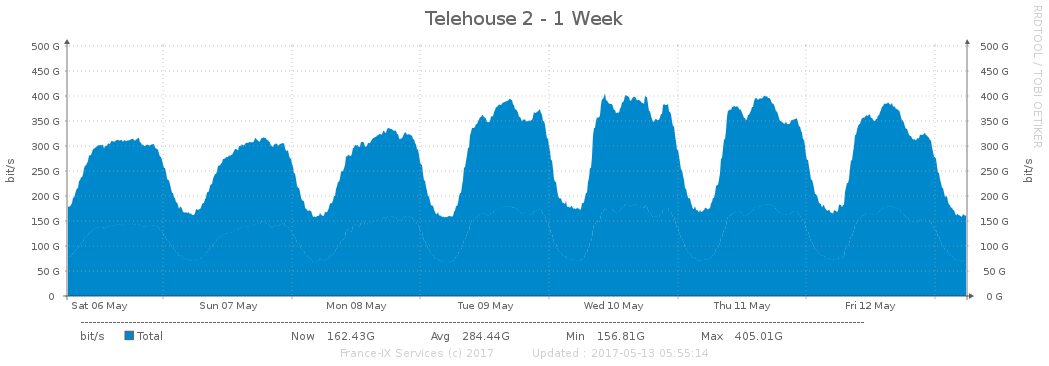 Telehouse 2 - 1 Week
RRDTOOL / TOBI OETIKER
bit/s
bit/s
500 G 500 G
450 G 450 G
400 G 400 G
350 G 350 G
300 G 300 G
250 G 250 G
200 G 200 G
150 G 150 G
100 G 100 G
50 G 50 G
0 0 G
Sat 06 May Sun 07 May Mon 08 May Tue 09 May Wed 10 May Thu 11 May Fri 12 May
bit/s Total Now 162.43G Avg 284.44G Min 156.81G Max 405.01G
France-IX Services (c) 2017 Updated : 2017-05-13 05:55:14